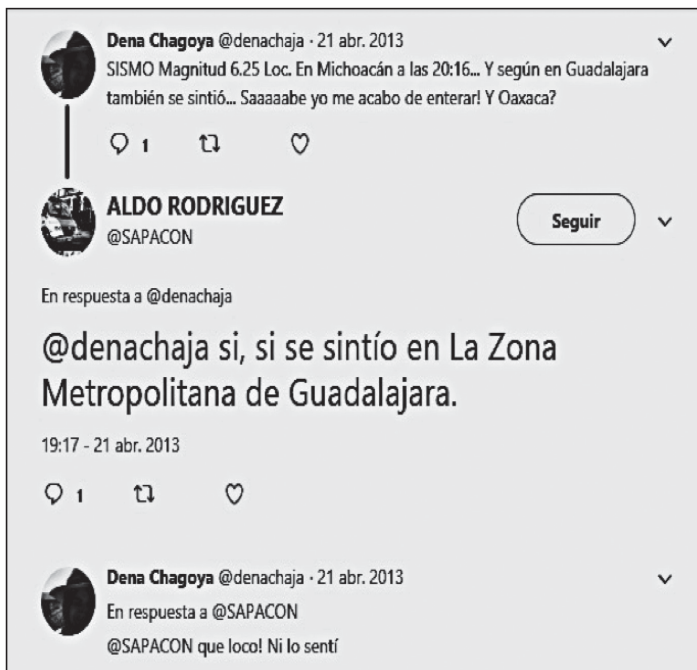 Dena Chagoya @denachaja · 21 abr. 2013
SISMO Magnitud 6.25 Loc. En Michoacán a las 20:16... Y según en Guadalajara
también se sintió... Saaaaabe yo me acabo de enterar! Y Oaxaca?
1
ALDO RODRIGUEZ
@SAPACON
Seguir
En respuesta a @denachaja
@denachaja si, si se sintío en La Zona
Metropolitana de Guadalajara.
19:17 - 21 abr. 2013
1
Dena Chagoya @denachaja · 21 abr. 2013
En respuesta a @SAPACON
@SAPACON que loco! Ni lo sentí